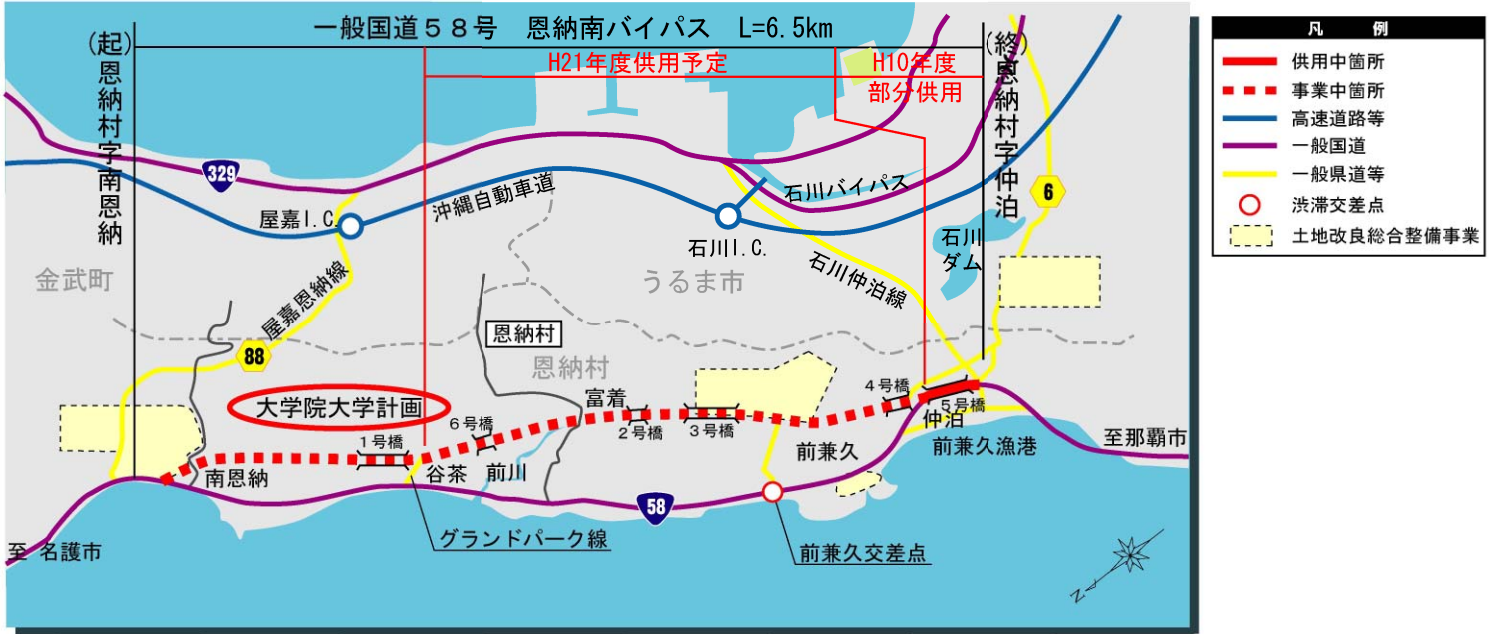 一般国道５８号　恩納南バイパス　L=6.5km
(起)恩納村字南恩納
(終)恩納村字仲泊
H21年度供用予定
H10年度
部分供用
329
屋嘉I.C.
沖縄自動車道
石川バイパス
石川I.C.
石川
ダム
6
金武町
うるま市
屋嘉恩納線
石川仲泊線
恩納村
恩納村
88
大学院大学計画
富着
1号橋
6号橋
2号橋
3号橋
4号橋
5号橋
仲泊
南恩納
谷茶
前川
前兼久
前兼久漁港
至那覇市
58
グランドパーク線
前兼久交差点
至 名護市
N
凡　例
供用中箇所
事業中箇所
高速道路等
一般国道
一般県道等
渋滞交差点
土地改良総合整備事業